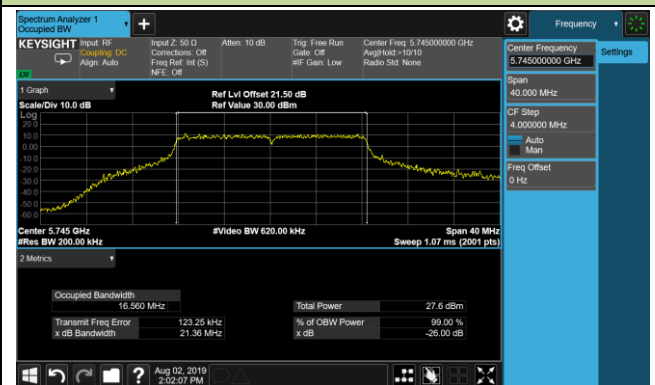 Spectrum Analyzer 1
Occupied BW
Frequency
KEYSIGHT
Input: RF
Coupling: DC
Align: Auto
Input Z: 50 Ω
Corrections: Off
Freq Ref: Int (S)
NFE: Off
Atten: 10 dB
Trig: Free Run
Gate: Off
#IF Gain: Low
Center Freq: 5.745000000 GHz
Avg|Hold:>10/10
Radio Std: None
Center Frequency
5.745000000 GHz
Settings
Span
40.000 MHz
CF Step
4.000000 MHz
Auto
Man
Freq Offset
0 Hz
1 Graph
Scale/Div 10.0 dB
Ref Lvl Offset 21.50 dB
Ref Value 30.00 dBm
Log
20.0
10.0
0.00
-10.0
-20.0
-30.0
-40.0
-50.0
-60.0
Center 5.745 GHz
#Res BW 200.00 kHz
#Video BW 620.00 kHz
Span 40 MHz
Sweep 1.07 ms (2001 pts)
2 Metrics
Occupied Bandwidth
16.560 MHz
Total Power 27.6 dBm
Transmit Freq Error 123.25 kHz
% of OBW Power 99.00 %
x dB Bandwidth 21.36 MHz
x dB -26.00 dB
?
Aug 02, 2019
2:02:07 PM